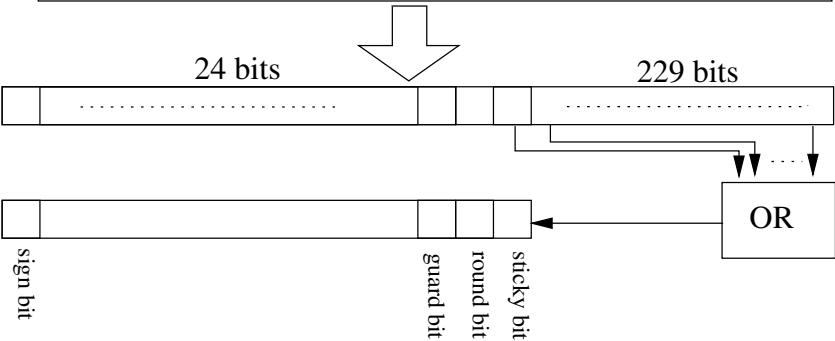 24 bits
229 bits
OR
sign bit
guard bit
round bit
sticky bit